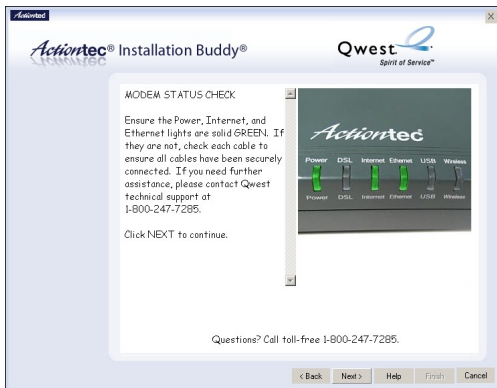 Actiontec
X
Actiontec® Installation Buddy®
Qwest.
Spirit of Service™
MODEM STATUS CHECK
Ensure the Power, Internet, and
Ethernet lights are solid GREEN. If
they are not, check each cable to
ensure all cables have been securely
connected. If you need further
assistance, please contact Qwest
technical support at
1-800-247-7285.
Click NEXT to continue.
Actiontec
Power DSL Internet Ethernet USB Wireless
Power DSL Internet Ethernet USB Wireless
Questions? Call toll-free 1-800-247-7285.
< Back Next > Help Finish Cancel